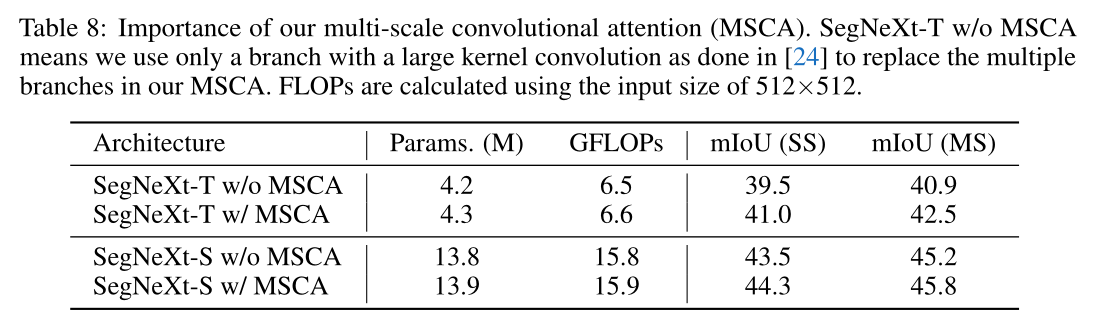 Table 8: Importance of our multi-scale convolutional attention (MSCA). SegNeXt-T w/o MSCA
means we use only a branch with a large kernel convolution as done in [24] to replace the multiple
branches in our MSCA. FLOPs are calculated using the input size of 512×512.
Architecture Params. (M) GFLOPs mIoU (SS) mIoU (MS)
SegNeXt-T w/o MSCA 4.2 6.5 39.5 40.9
SegNeXt-T w/ MSCA 4.3 6.6 41.0 42.5
SegNeXt-S w/o MSCA 13.8 15.8 43.5 45.2
SegNeXt-S w/ MSCA 13.9 15.9 44.3 45.8